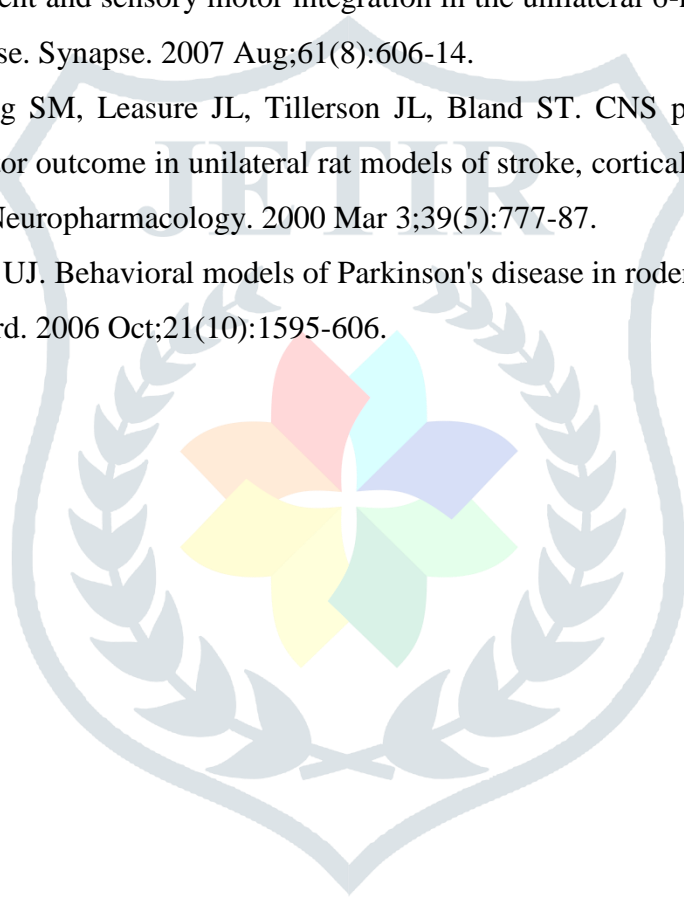 ent and sensory motor integration in the unilateral 6-
se. Synapse. 2007 Aug;61(8):606-14.
g SM, Leasure JL, Tillerson JL, Bland ST. CNS p
or outcome in unilateral rat models of stroke, cortical
Neuropharmacology. 2000 Mar 3;39(5):777-87.
UJ. Behavioral models of Parkinson's disease in roden
rd. 2006 Oct;21(10):1595-606.
JETIR